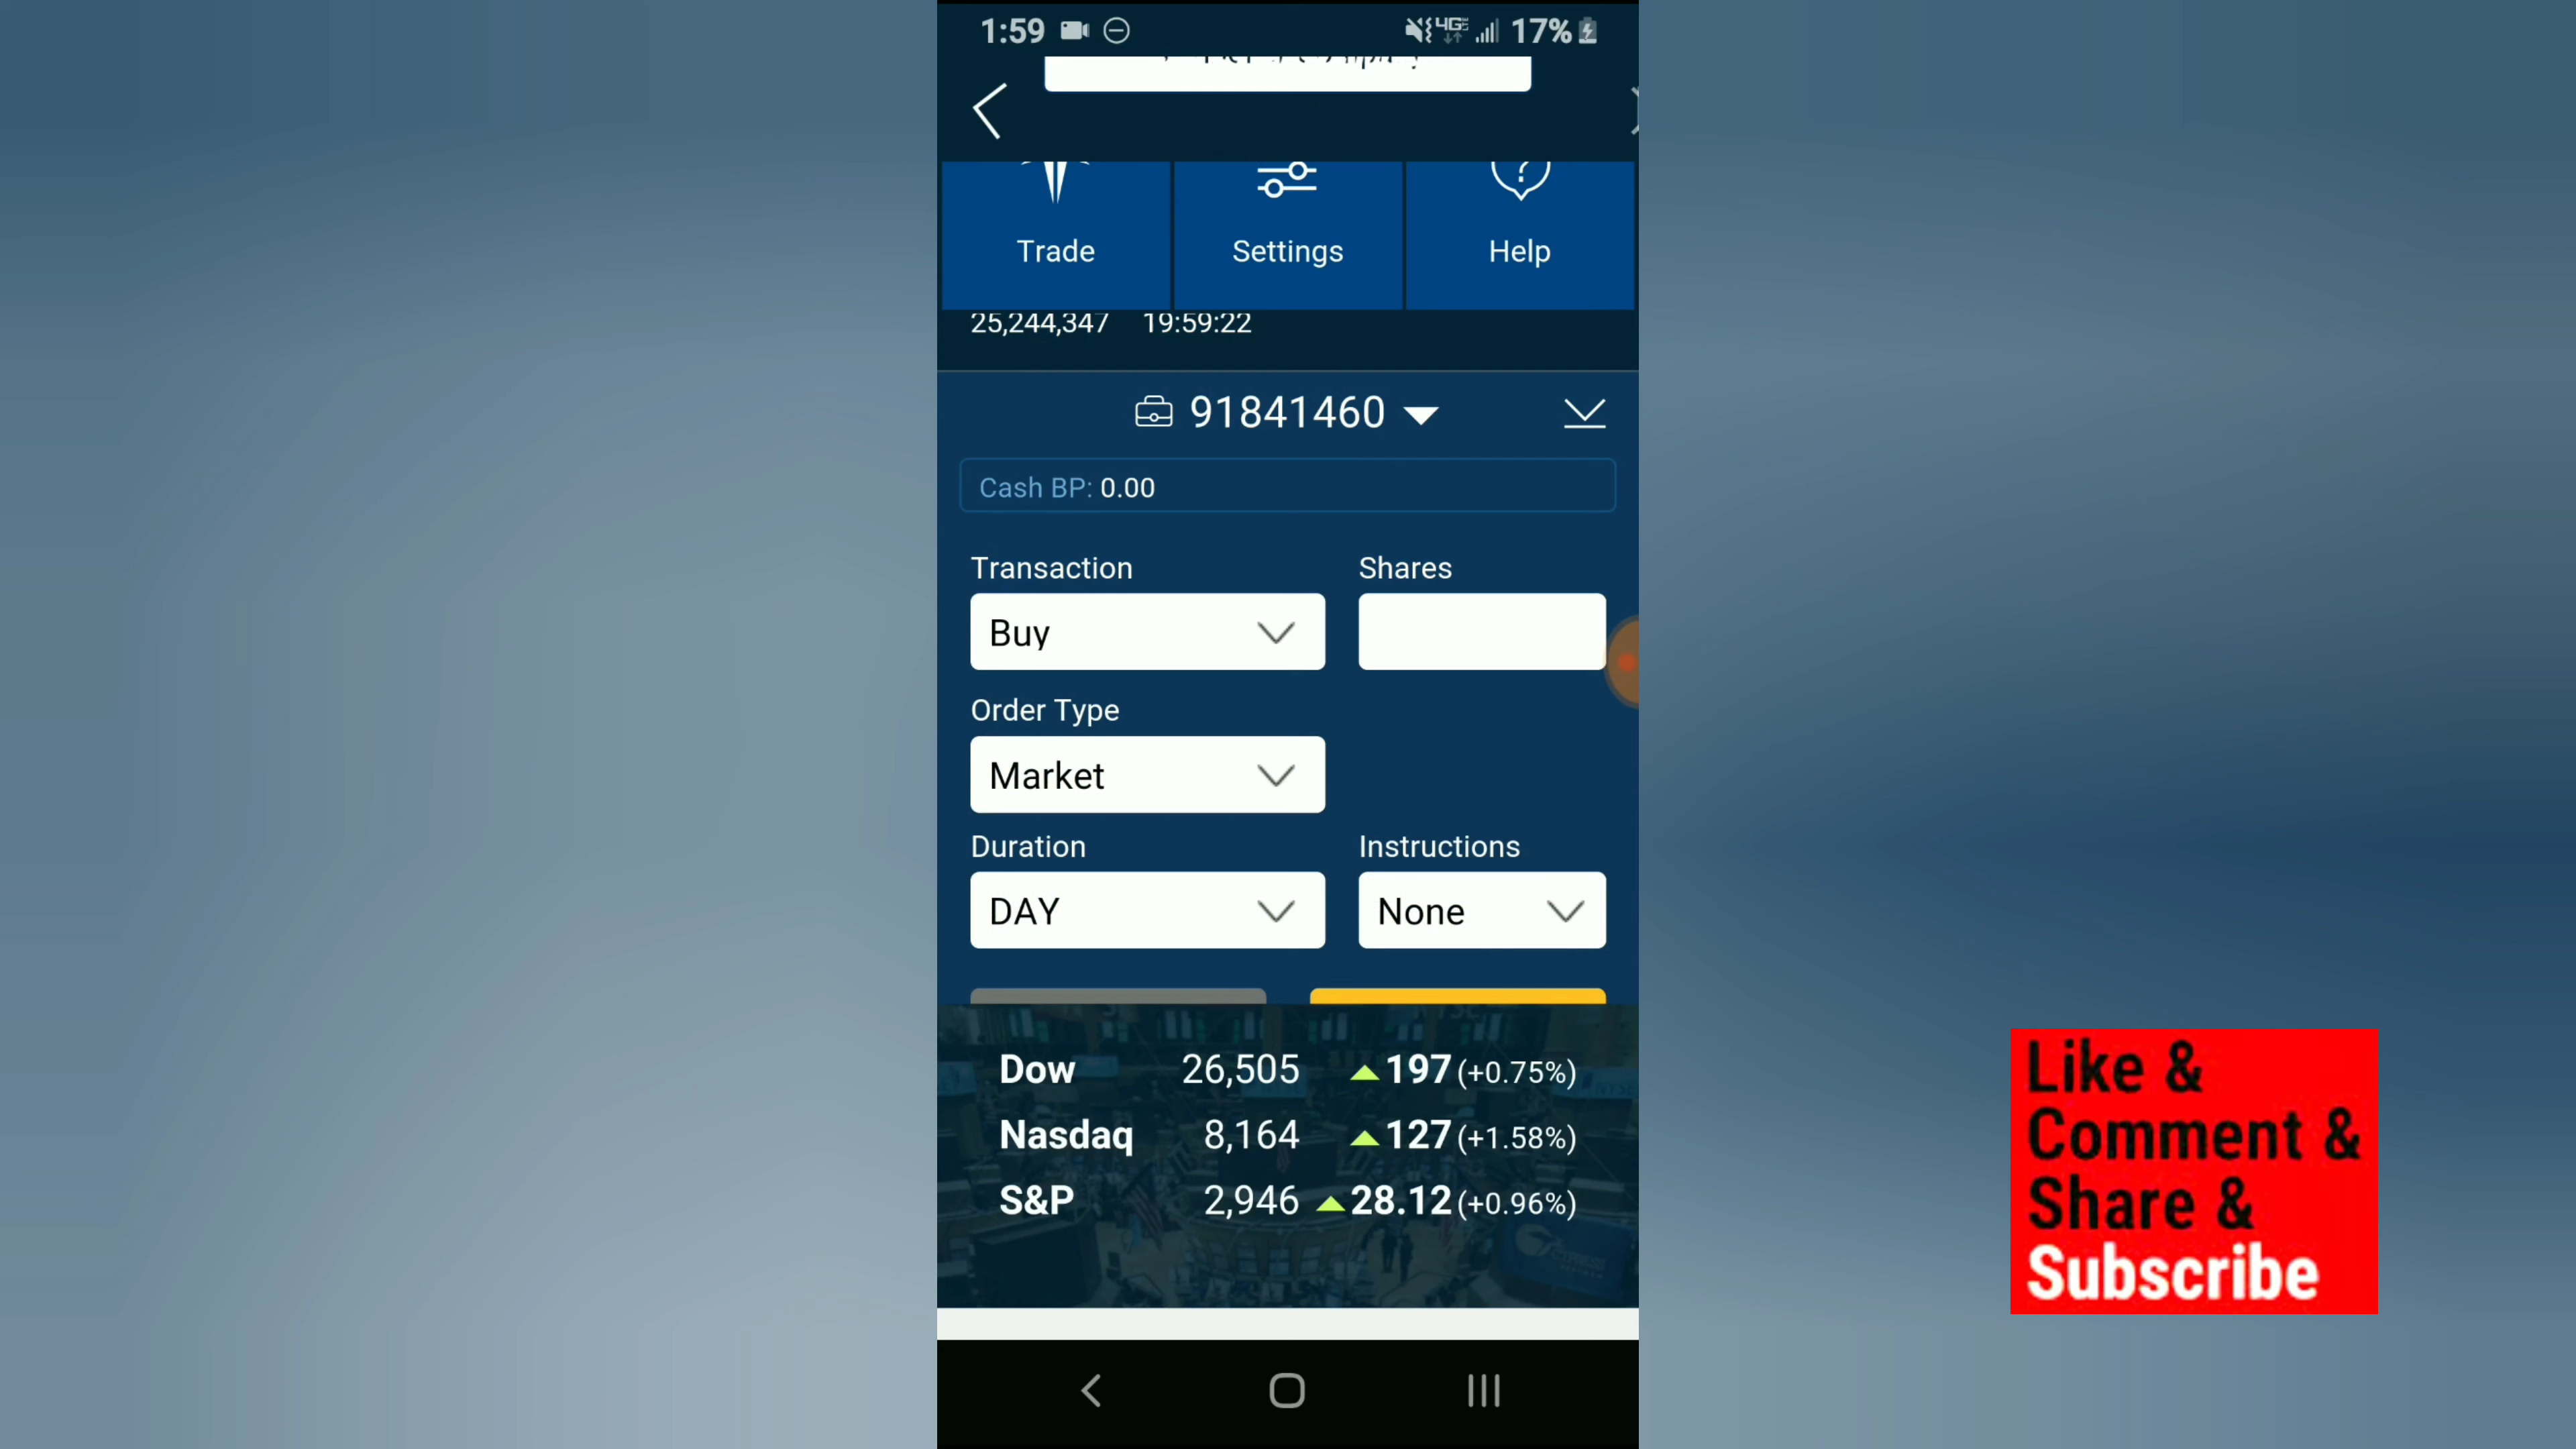 1:59 4G LTE 17%
Trade Settings Help
25,244,347 19:59:22
91841460
Cash BP: 0.00
Transaction Shares
Buy
Order Type
Market
Duration Instructions
DAY None
Dow 26,505 197 (+0.75%)
Nasdaq 8,164 127 (+1.58%)
S&P 2,946 28.12 (+0.96%)
Like &
Comment &
Share &
Subscribe